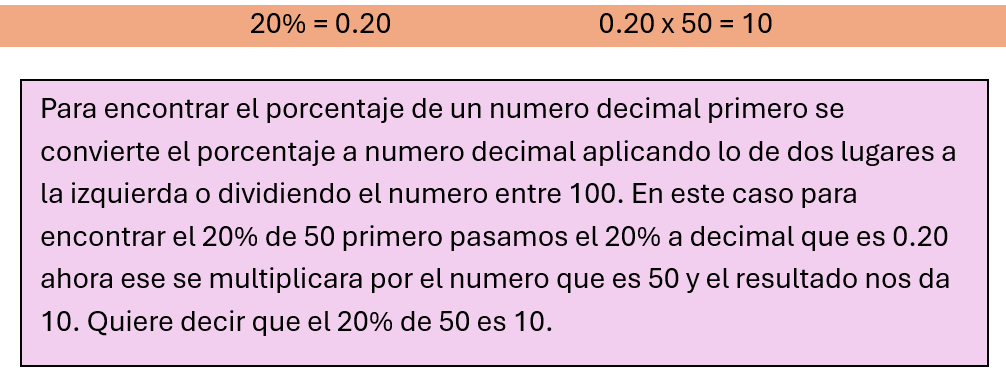 20% = 0.20 0.20 x 50 = 10
Para encontrar el porcentaje de un numero decimal primero se
convierte el porcentaje a numero decimal aplicando lo de dos lugares a
la izquierda o dividiendo el numero entre 100. En este caso para
encontrar el 20% de 50 primero pasamos el 20% a decimal que es 0.20
ahora ese se multiplicara por el numero que es 50 y el resultado nos da
10. Quiere decir que el 20% de 50 es 10.